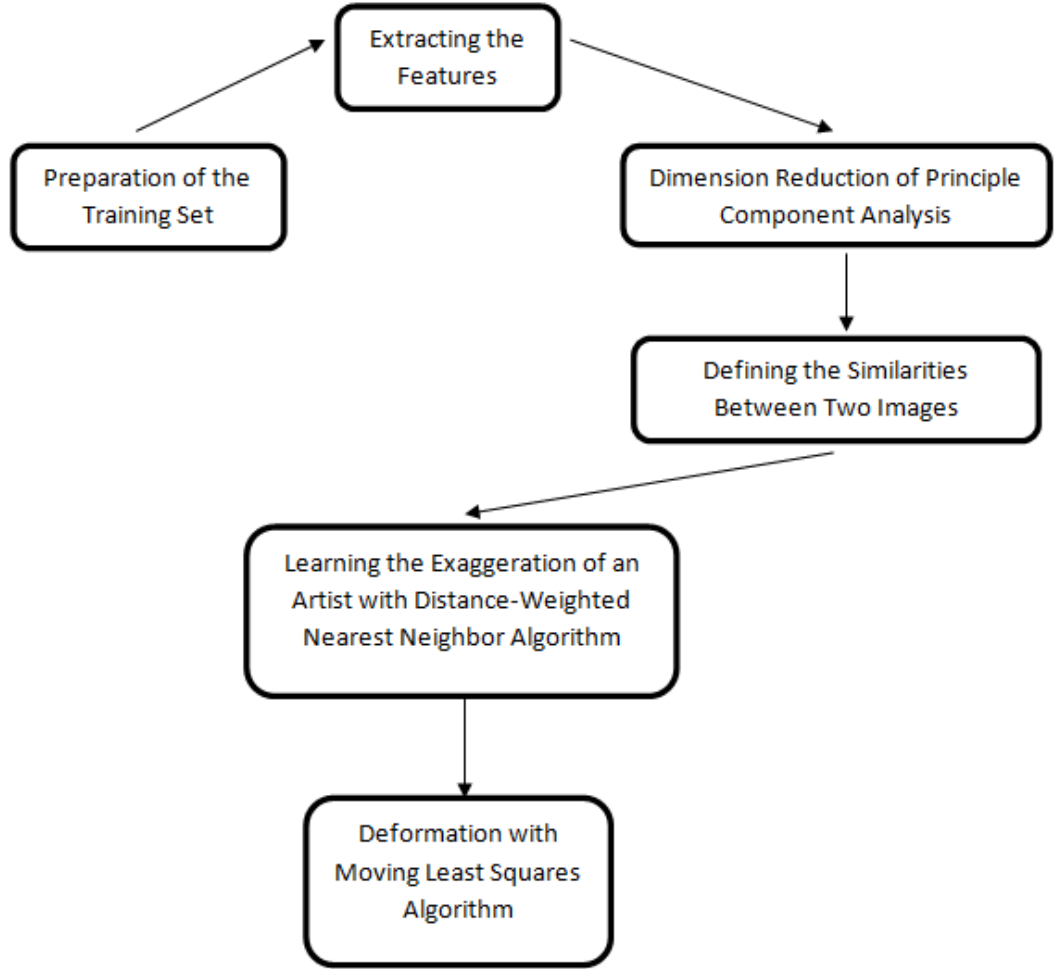 Extracting the
Features
Preparation of the
Training Set
Dimension Reduction of Principle
Component Analysis
Defining the Similarities
Between Two Images
Learning the Exaggeration of an
Artist with Distance-Weighted
Nearest Neighbor Algorithm
Deformation with
Moving Least Squares
Algorithm